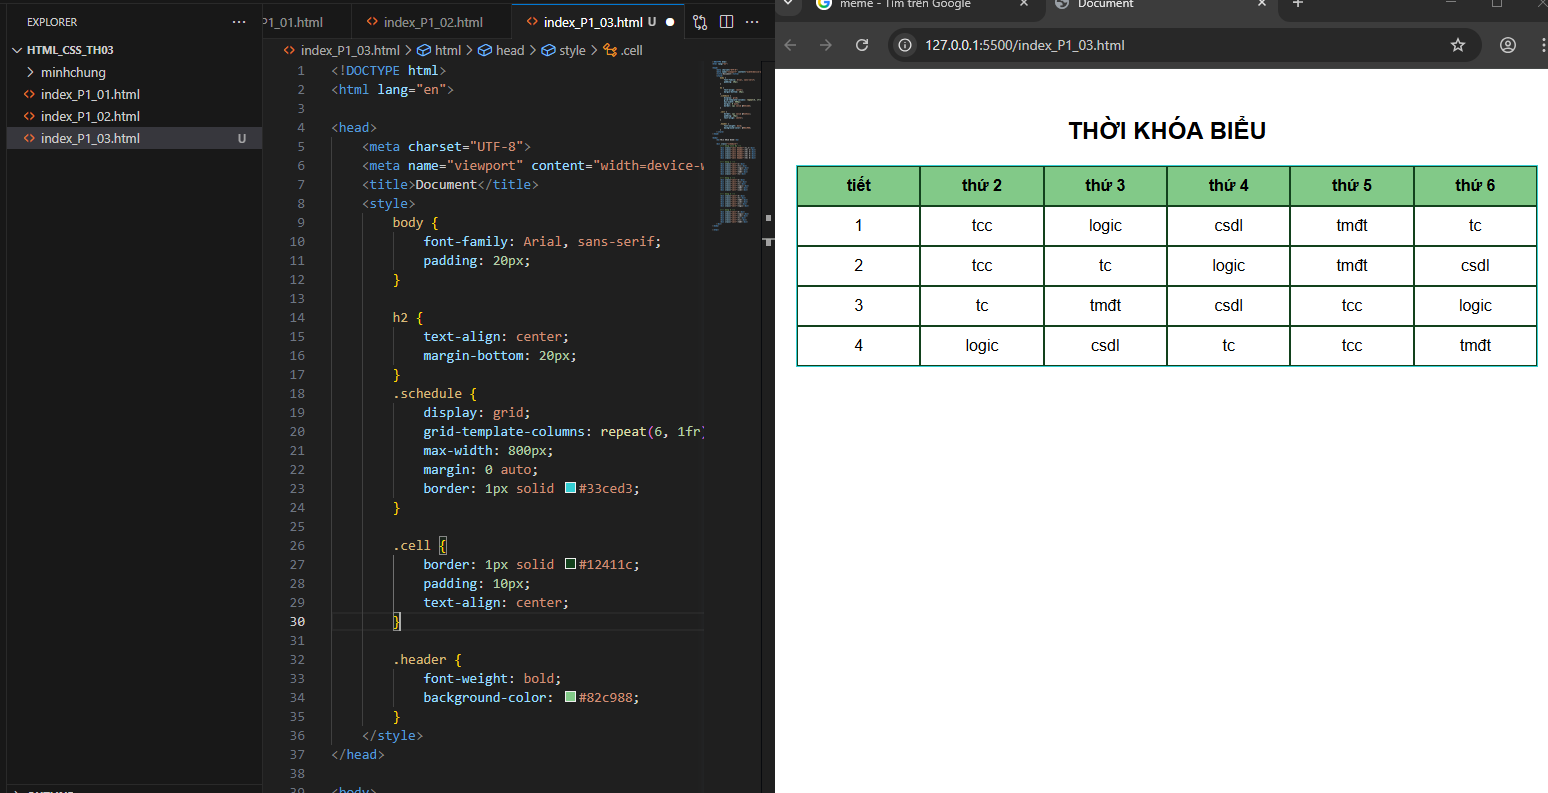 EXPLORER
HTML_CSS_TH03
minhchung
index_P1_01.html
index_P1_02.html
index_P1_03.html U
P1_01.html index_P1_02.html index_P1_03.html U
index_P1_03.html > html > head > style > .cell
1 <!DOCTYPE html>
2 <html lang="en">
3
4 <head>
5 <meta charset="UTF-8">
6 <meta name="viewport" content="width=device-w
7 <title>Document</title>
8 <style>
9 body {
10 font-family: Arial, sans-serif;
11 padding: 20px;
12 }
13
14 h2 {
15 text-align: center;
16 margin-bottom: 20px;
17 }
18 .schedule {
19 display: grid;
20 grid-template-columns: repeat(6, 1fr)
21 max-width: 800px;
22 margin: 0 auto;
23 border: 1px solid #33ced3;
24 }
25
26 .cell {
27 border: 1px solid #12411c;
28 padding: 10px;
29 text-align: center;
30 }
31
32 .header {
33 font-weight: bold;
34 background-color: #82c988;
35 }
36 </style>
37 </head>
38
39 <body>
meme - Tìm trên Google
Document
127.0.0.1:5500/index_P1_03.html
THỜI KHÓA BIỂU
tiết thứ 2 thứ 3 thứ 4 thứ 5 thứ 6
1 tcc logic csdl tmđt tc
2 tcc tc logic tmđt csdl
3 tc tmđt csdl tcc logic
4 logic csdl tc tcc tmđt